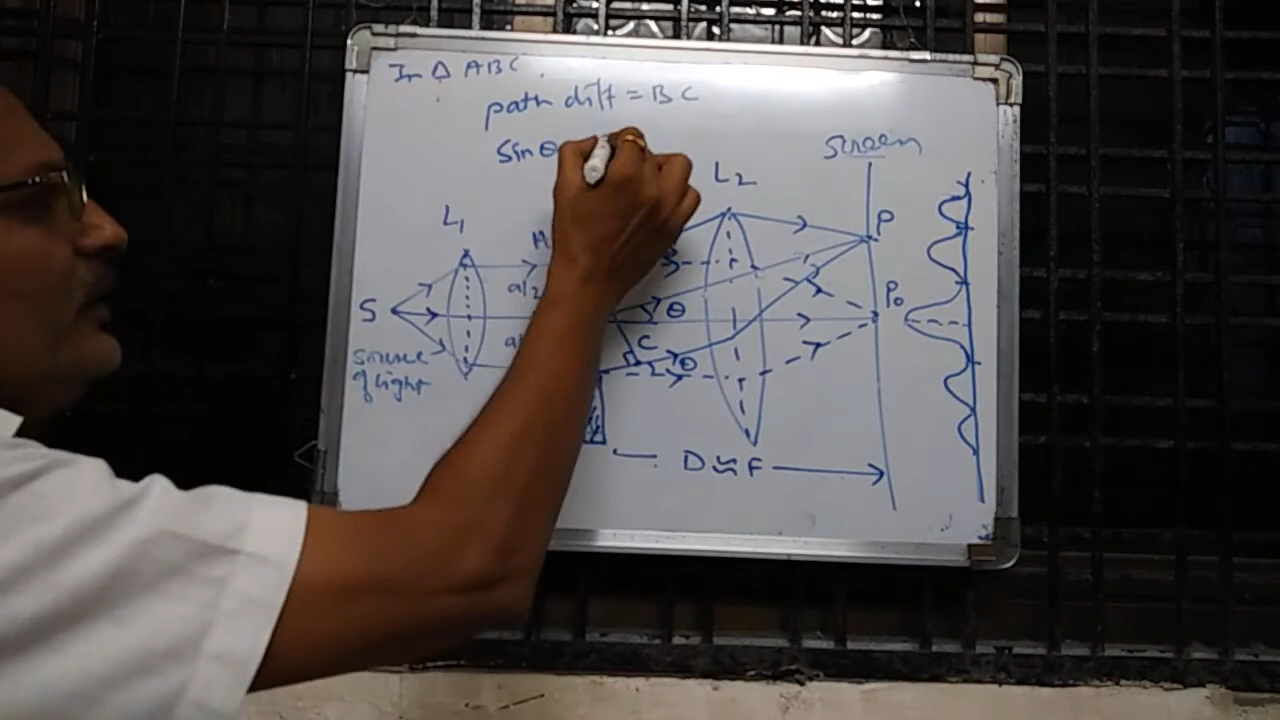 In Δ ABC.
path diff = BC
sin θ
screen
L2
L1
A
P
a/2
P0
S
θ
C
a
θ
source
of light
D ≈ F